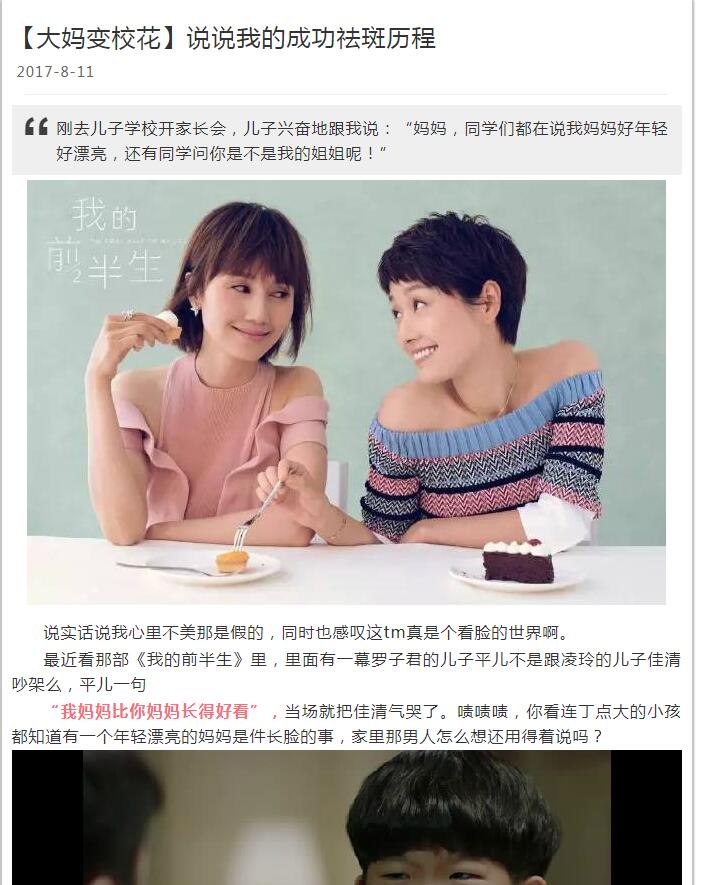 【大妈变校花】说说我的成功祛斑历程
2017-8-11
刚去儿子学校开家长会，儿子兴奋地跟我说：“妈妈，同学们都在说我妈妈好年轻
好漂亮，还有同学问你是不是我的姐姐呢！”
我的
前
2
半生
说实话说我心里不美那是假的，同时也感叹这tm真是个看脸的世界啊。
最近看那部《我的前半生》里，里面有一幕罗子君的儿子平儿不是跟凌玲的儿子佳清
吵架么，平儿一句
“我妈妈比你妈妈长得好看”，当场就把佳清气哭了。啧啧啧，你看连丁点大的小孩
都知道有一个年轻漂亮的妈妈是件长脸的事，家里那男人怎么想还用得着说吗？